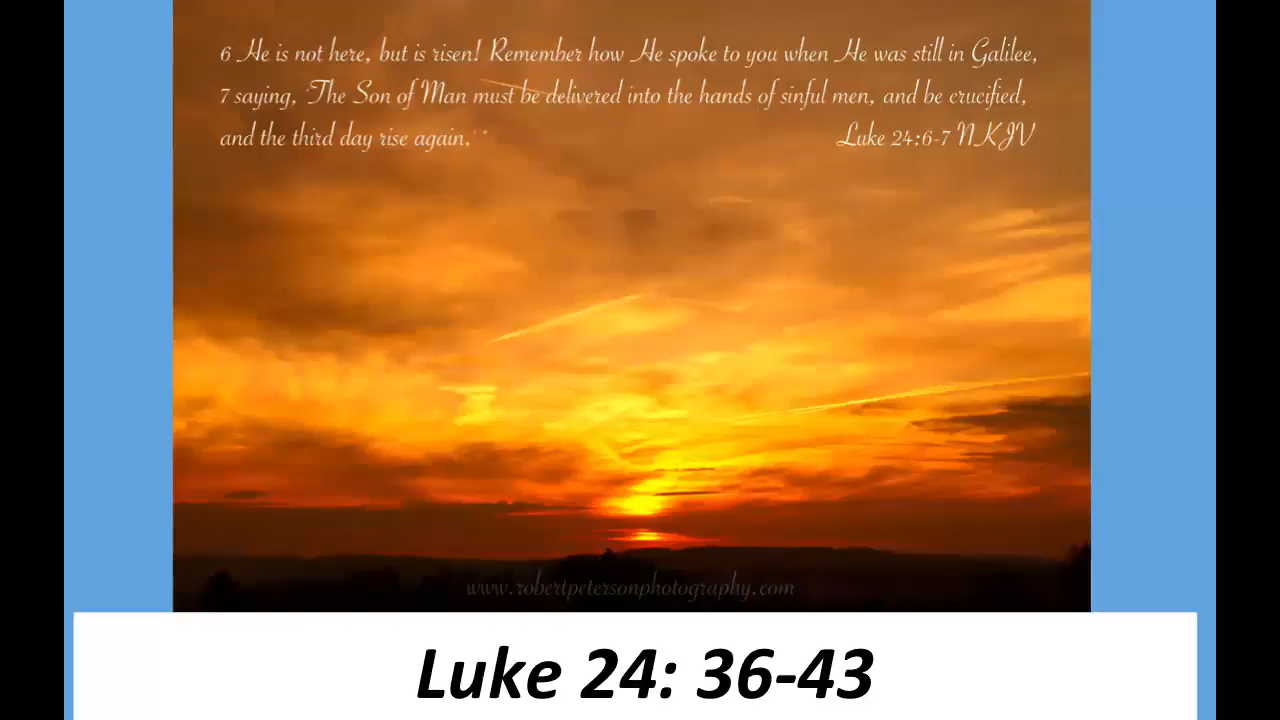 6 He is not here, but is risen! Remember how He spoke to you when He was still in Galilee,
7 saying, 'The Son of Man must be delivered into the hands of sinful men, and be crucified,
and the third day rise again.' "
Luke 24:6-7 NKJV
www.robertpetersonphotography.com
Luke 24: 36-43